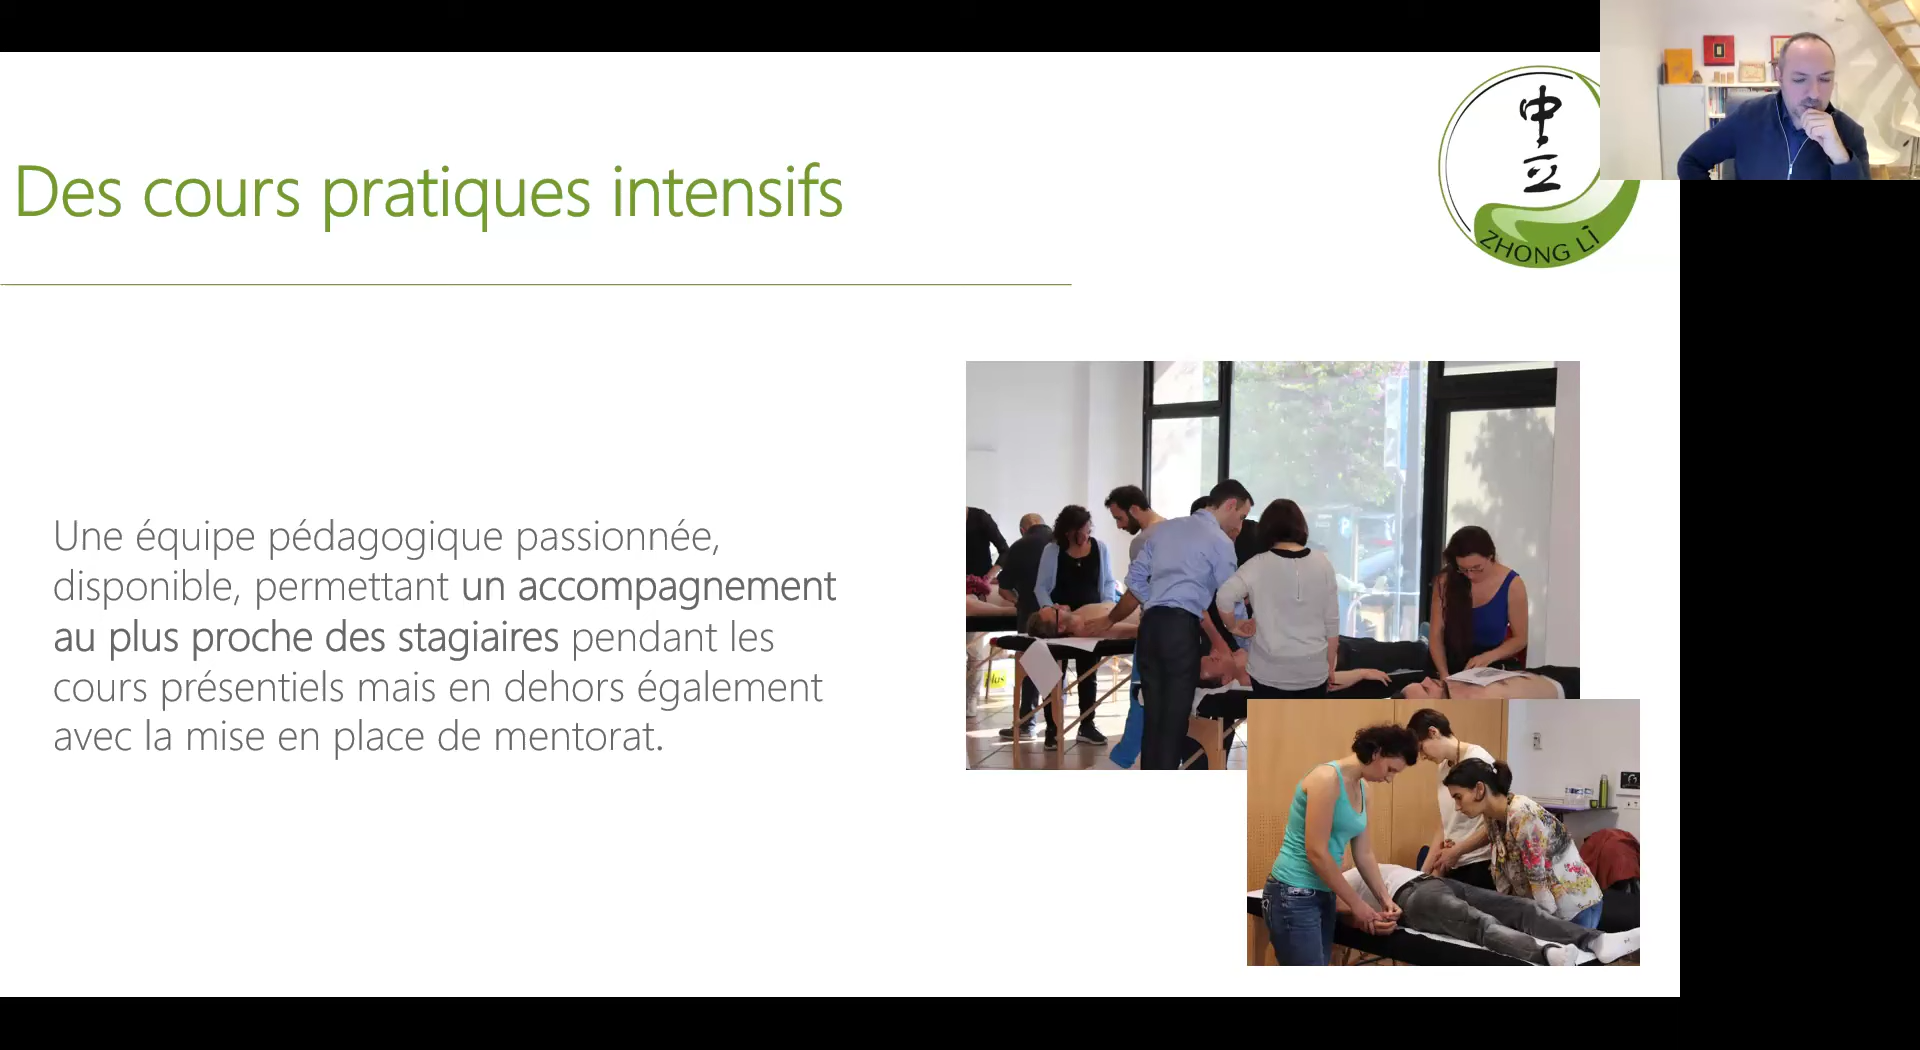 Des cours pratiques intensifs
中
立
ZHONG LǏ
Une équipe pédagogique passionnée,
disponible, permettant un accompagnement
au plus proche des stagiaires pendant les
cours présentiels mais en dehors également
avec la mise en place de mentorat.